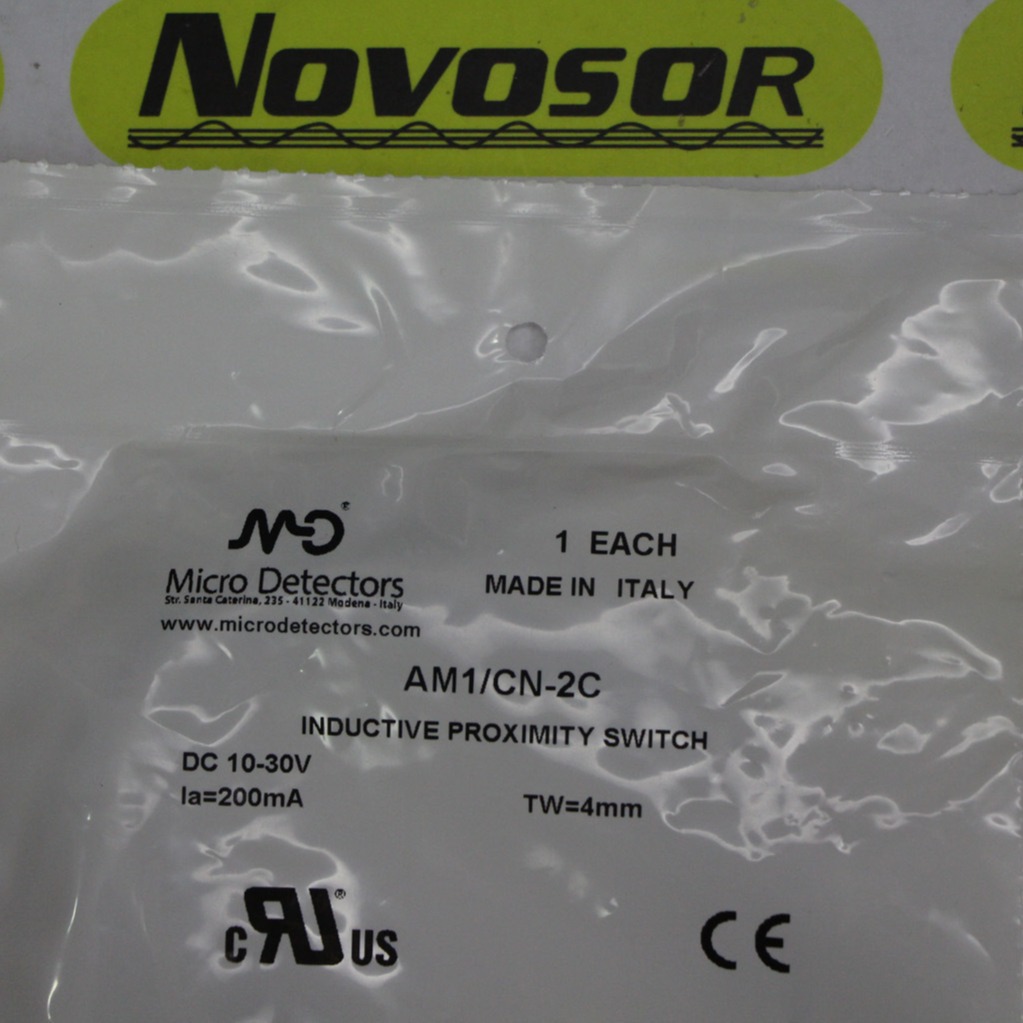 NOVOSOR
MD®
Micro Detectors
Str. Santa Caterina, 235 - 41122 Modena - Italy
www.microdetectors.com
1 EACH
MADE IN ITALY
AM1/CN-2C
INDUCTIVE PROXIMITY SWITCH
DC 10-30V
Ia=200mA
TW=4mm
C RU® US
CE